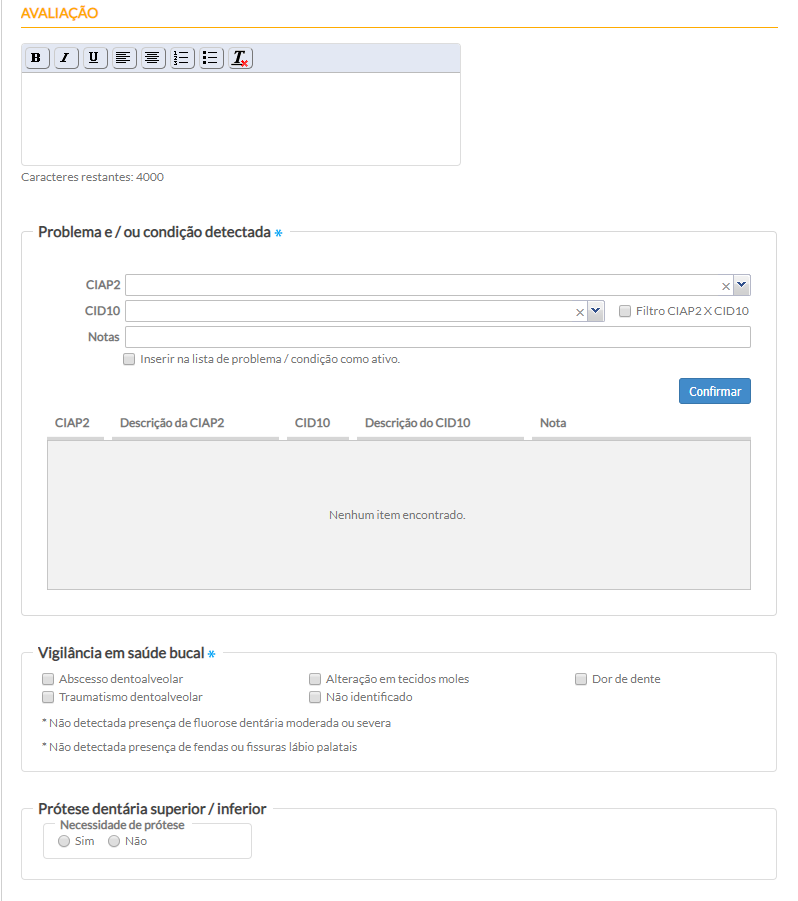 AVALIAÇÃO
B I U T
Caracteres restantes: 4000
Problema e / ou condição detectada *
CIAP2
CID10 Filtro CIAP2 X CID10
Notas
Inserir na lista de problema / condição como ativo.
Confirmar
CIAP2 Descrição da CIAP2 CID10 Descrição do CID10 Nota
Nenhum item encontrado.
Vigilância em saúde bucal *
Abscesso dentoalveolar Alteração em tecidos moles Dor de dente
Traumatismo dentoalveolar Não identificado
* Não detectada presença de fluorose dentária moderada ou severa
* Não detectada presença de fendas ou fissuras lábio palatais
Prótese dentária superior / inferior
Necessidade de prótese
Sim Não